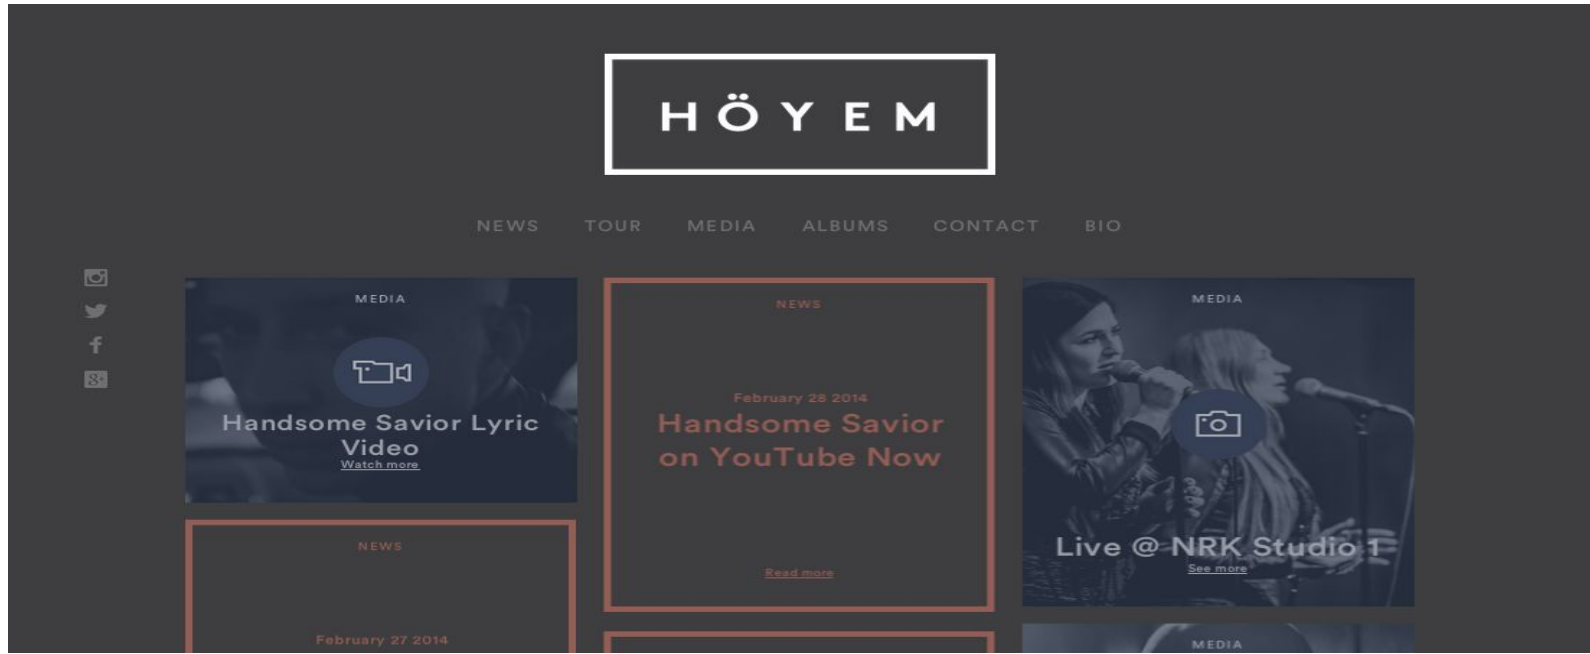 HÖYEM
NEWS TOUR MEDIA ALBUMS CONTACT BIO
MEDIA
Handsome Savior Lyric
Video
Watch more
NEWS
February 28 2014
Handsome Savior
on YouTube Now
Read more
MEDIA
Live @ NRK Studio 1
See more
NEWS
February 27 2014
MEDIA